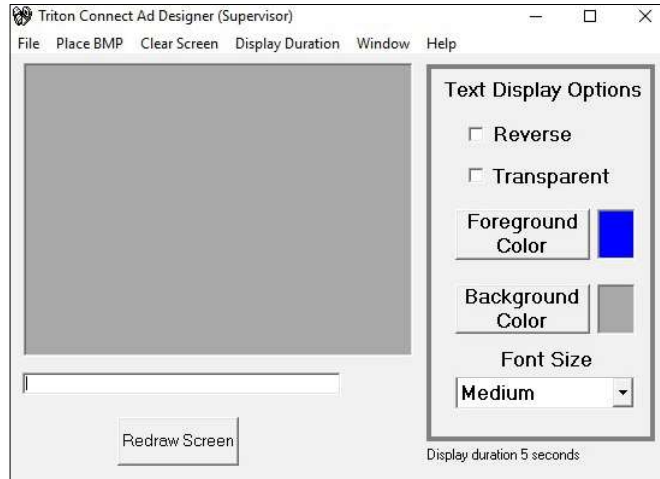 Triton Connect Ad Designer (Supervisor)
File Place BMP Clear Screen Display Duration Window Help
Text Display Options
Reverse
Transparent
Foreground
Color
Background
Color
Font Size
Medium
Redraw Screen
Display duration 5 seconds